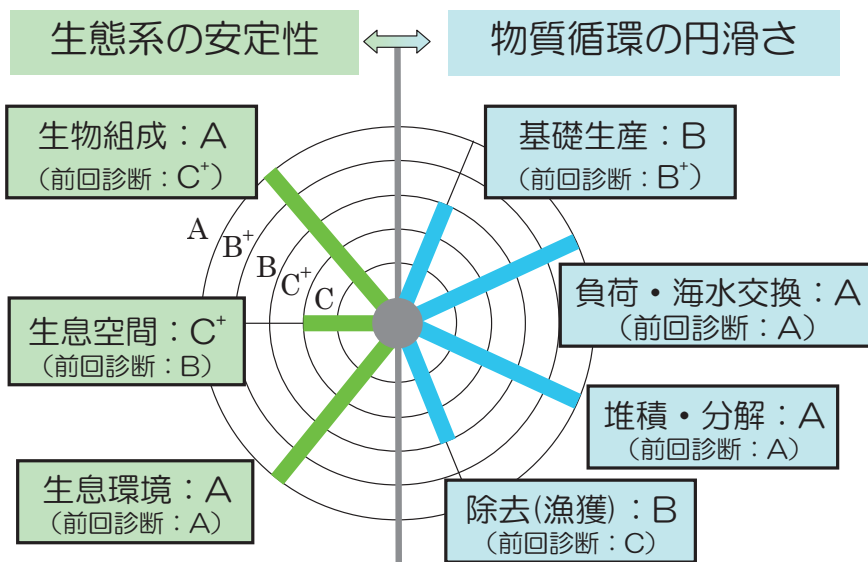 生態系の安定性
物質循環の円滑さ
生物組成：A
（前回診断：C⁺）
基礎生産：B
（前回診断：B⁺）
A
B⁺
B
C⁺
C
生息空間：C⁺
（前回診断：B）
負荷・海水交換：A
（前回診断：A）
堆積・分解：A
（前回診断：A）
生息環境：A
（前回診断：A）
除去(漁獲)：B
（前回診断：C）